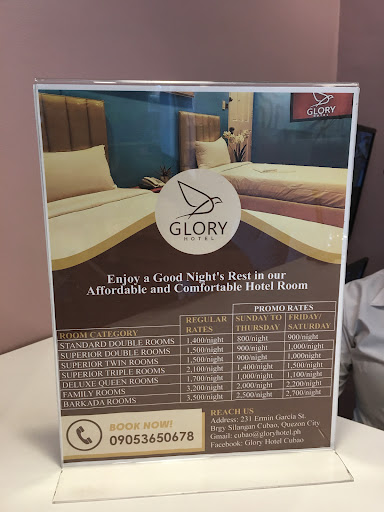 GLORY
HOTEL
GLORY
HOTEL
Enjoy a Good Night's Rest in our
Affordable and Comfortable Hotel Room
PROMO RATES
ROOM CATEGORY REGULAR RATES SUNDAY TO THURSDAY FRIDAY/ SATURDAY
STANDARD DOUBLE ROOMS 1,400/night 800/night 900/night
SUPERIOR DOUBLE ROOMS 1,500/night 900/night 1,000/night
SUPERIOR TWIN ROOMS 1,500/night 900/night 1,000/night
SUPERIOR TRIPLE ROOMS 2,100/night 1,400/night 1,500/night
DELUXE QUEEN ROOMS 1,700/night 1,000/night 1,100/night
FAMILY ROOMS 3,200/night 2,000/night 2,200/night
BARKADA ROOMS 3,500/night 2,500/night 2,700/night
BOOK NOW!
09053650678
REACH US
Address: 231 Ermin Garcia St.
Brgy Silangan Cubao, Quezon City
Gmail: cubao@gloryhotel.ph
Facebook: Glory Hotel Cubao